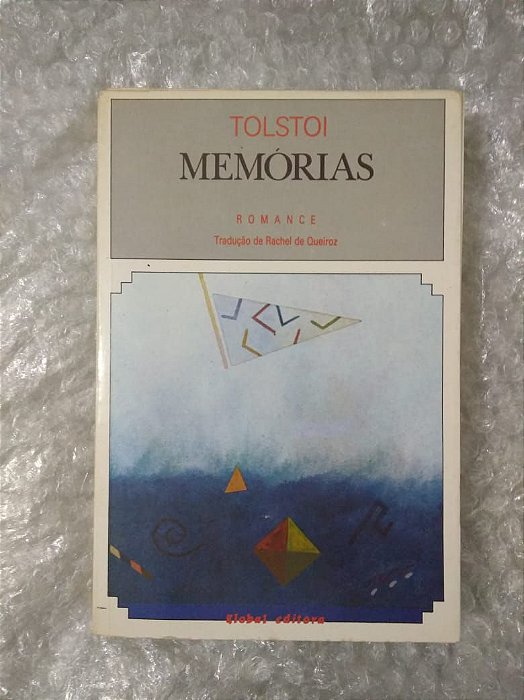 TOLSTOI
MEMÓRIAS
ROMANCE
Tradução de Rachel de Queiroz
global editora